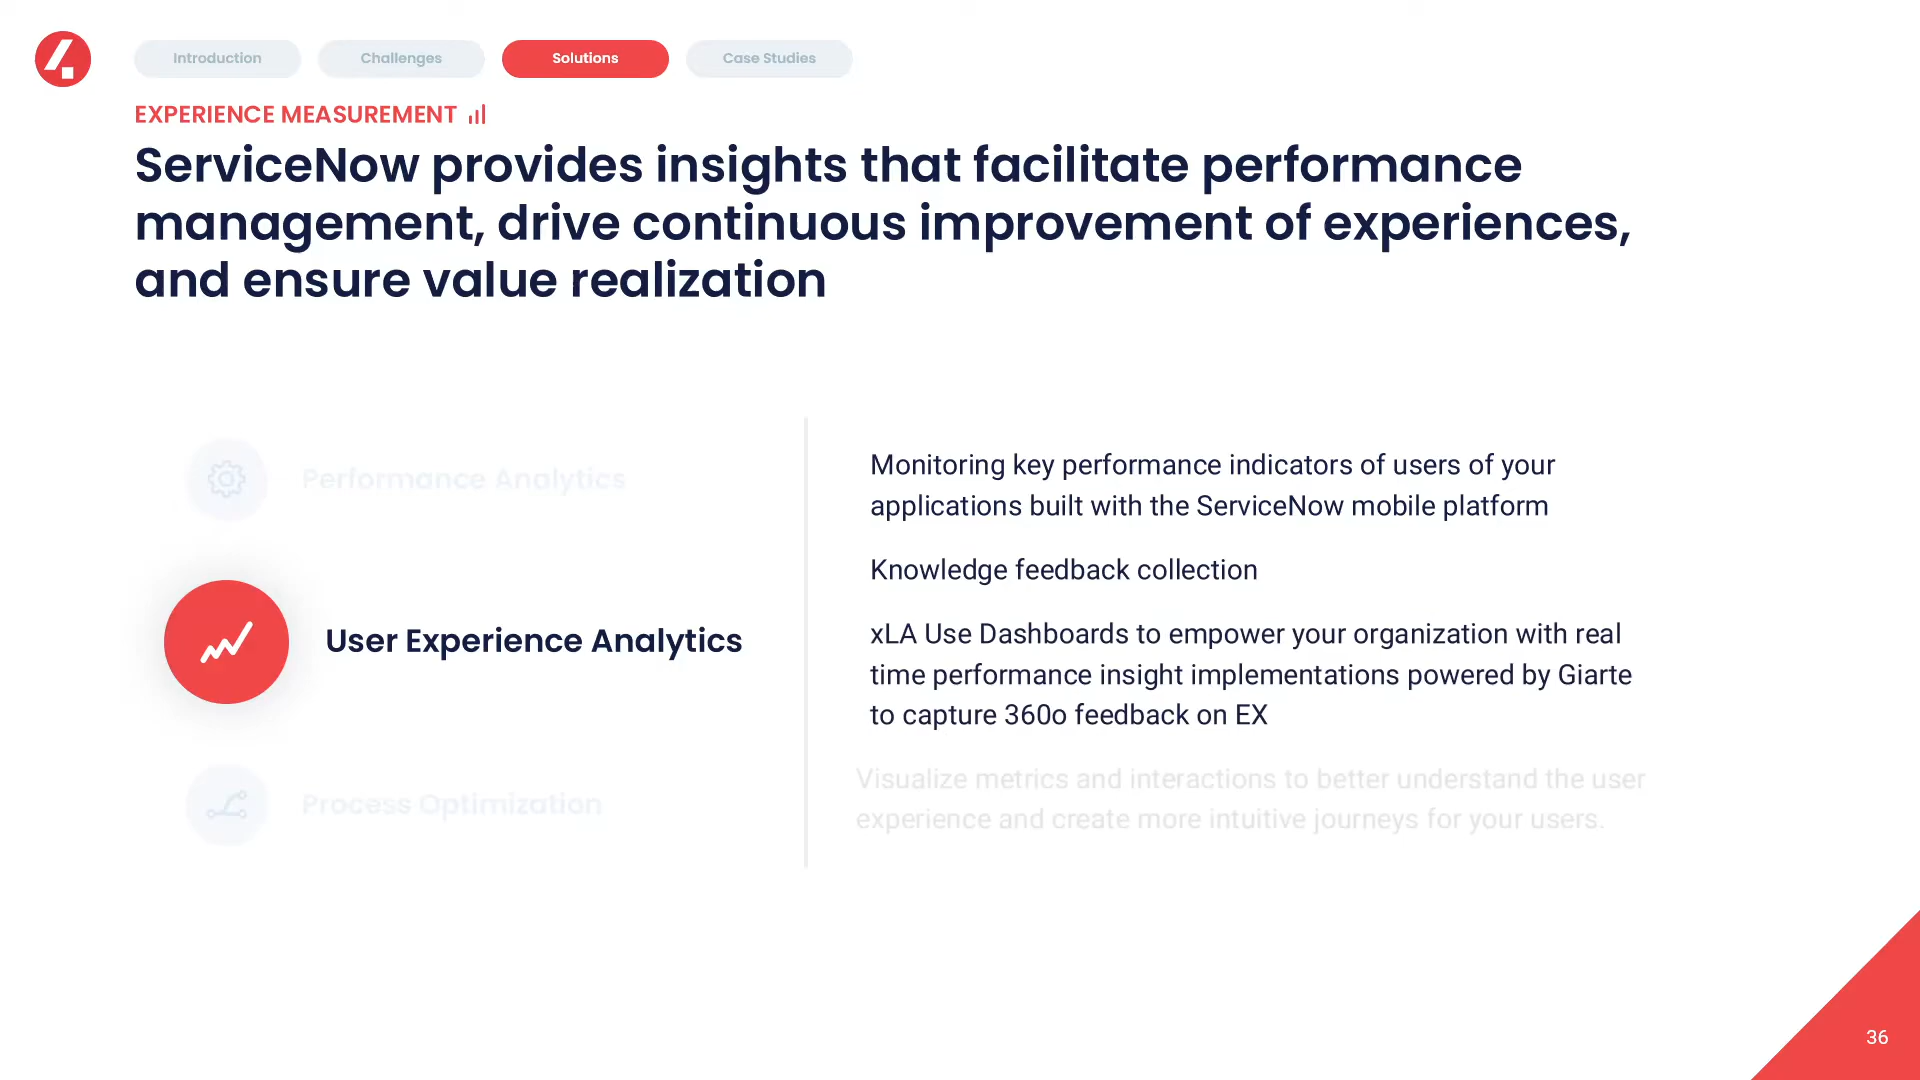 Introduction
Challenges
Solutions
Case Studies
EXPERIENCE MEASUREMENT
ServiceNow provides insights that facilitate performance
management, drive continuous improvement of experiences,
and ensure value realization
Performance Analytics
User Experience Analytics
Process Optimization
Monitoring key performance indicators of users of your
applications built with the ServiceNow mobile platform
Knowledge feedback collection
xLA Use Dashboards to empower your organization with real
time performance insight implementations powered by Giarte
to capture 360o feedback on EX
Visualize metrics and interactions to better understand the user
experience and create more intuitive journeys for your users.
36